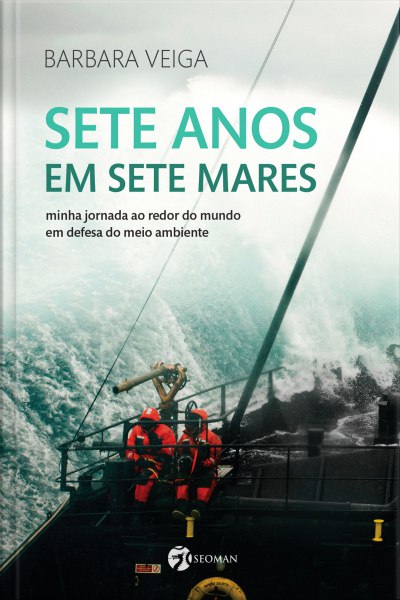 BARBARA VEIGA
SETE ANOS
EM SETE MARES
minha jornada ao redor do mundo
em defesa do meio ambiente
SEOMAN